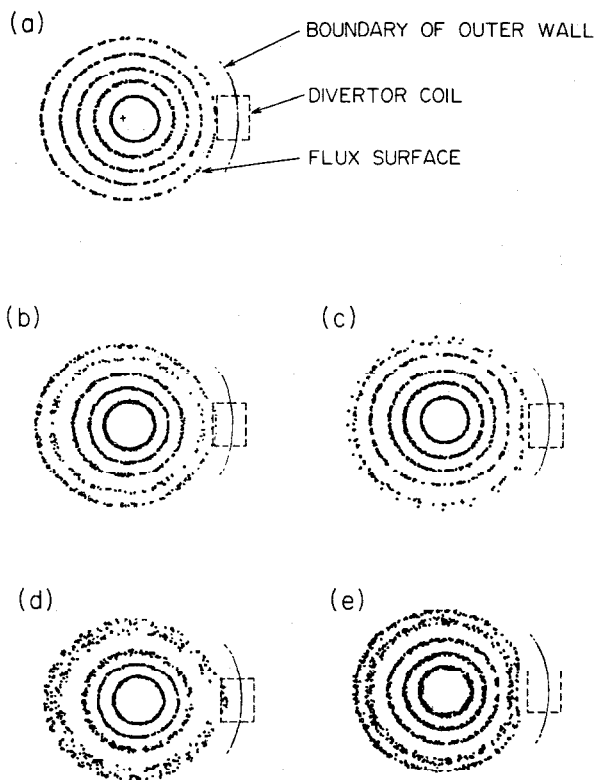 (a)
BOUNDARY OF OUTER WALL
DIVERTOR COIL
FLUX SURFACE
(b)
(c)
(d)
(e)